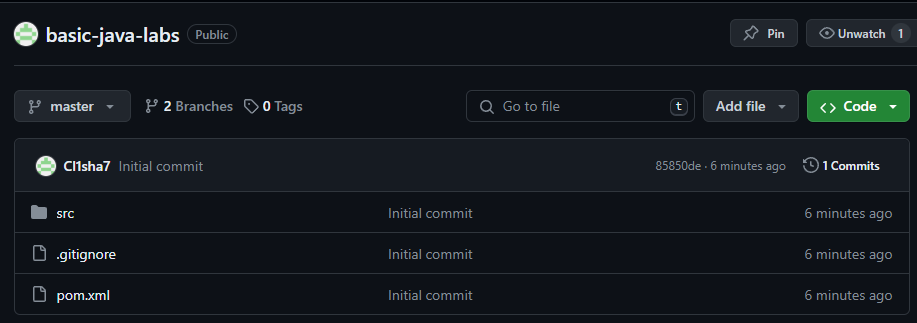 basic-java-labs Public Pin Unwatch 1
master 2 Branches 0 Tags Go to file t Add file Code
Cl1sha7 Initial commit 85850de · 6 minutes ago 1 Commits
src Initial commit 6 minutes ago
.gitignore Initial commit 6 minutes ago
pom.xml Initial commit 6 minutes ago